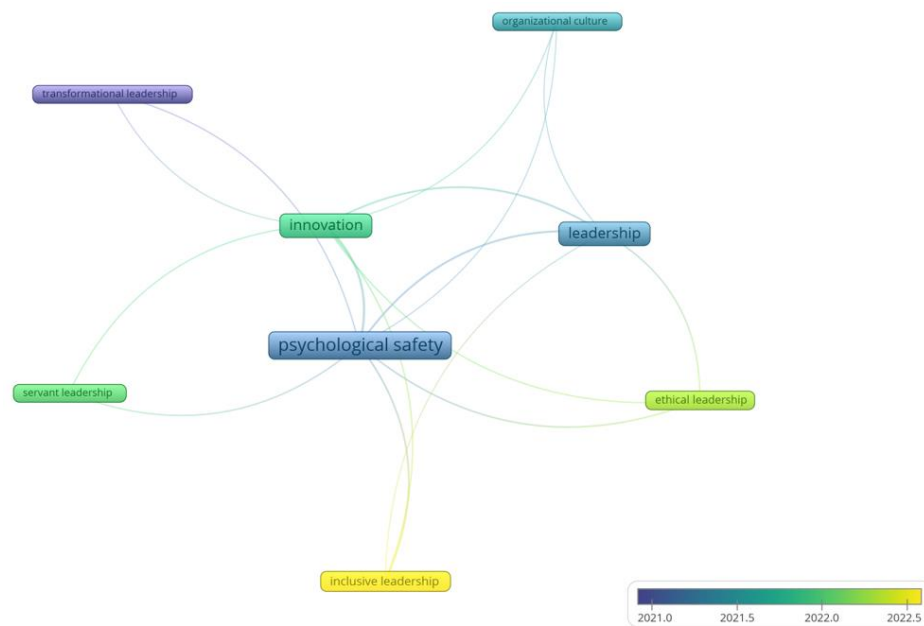 organizational culture
transformational leadership
innovation
leadership
psychological safety
servant leadership
ethical leadership
inclusive leadership
2021.0 2021.5 2022.0 2022.5